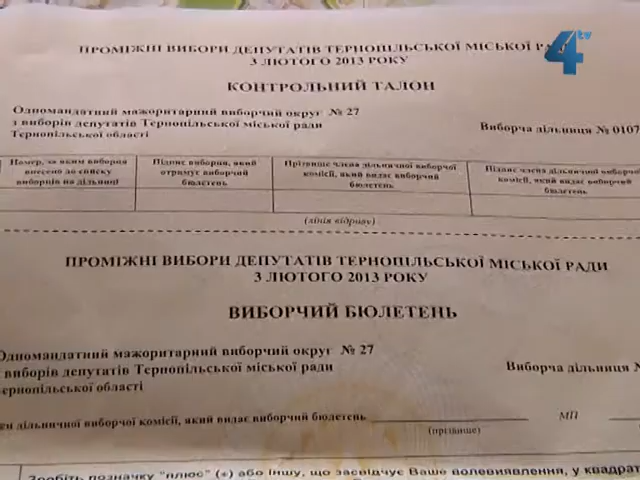 ПРОМІЖНІ ВИБОРИ ДЕПУТАТІВ ТЕРНОПІЛЬСЬКОЇ МІСЬКОЇ
3 ЛЮТОГО 2013 РОКУ
4tv
КОНТРОЛЬНИЙ ТАЛОН
Одномандатний мажоритарний виборчий округ № 27
з виборів депутатів Тернопільської міської ради
Тернопільської області
Виборча дільниця № 6107
Номер, за яким виборця внесено до списку виборців на дільниці
Підпис виборця, який отримує виборчий бюлетень
Прізвище члена дільничної виборчої комісії, який видає виборчий бюлетень
Підпис члена дільничної виборчої комісії, який видає виборчий бюлетень
(лінія відриву)
ПРОМІЖНІ ВИБОРИ ДЕПУТАТІВ ТЕРНОПІЛЬСЬКОЇ МІСЬКОЇ РАДИ
3 ЛЮТОГО 2013 РОКУ
ВИБОРЧИЙ БЮЛЕТЕНЬ
Одномандатний мажоритарний виборчий округ № 27
виборів депутатів Тернопільської міської ради
ернопільської області
Виборча дільниця
ен дільничної виборчої комісії, який видає виборчий бюлетень
МП
(прізвище)
Зробіть позначку "плюс" (+) або іншу, що засвідчує Ваше волевиявлення, у квадрат